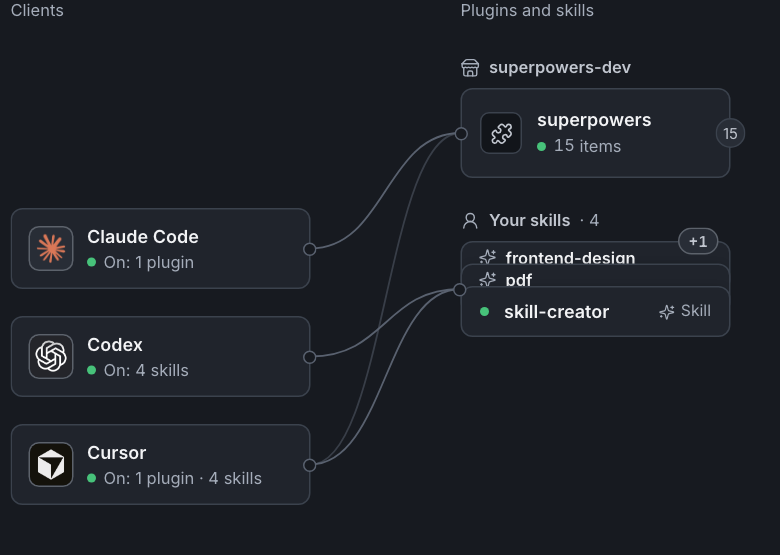 Clients
Plugins and skills
superpowers-dev
superpowers
15 items
15
Claude Code
On: 1 plugin
Your skills · 4
+1
frontend-design
pdf
skill-creator
Skill
Codex
On: 4 skills
Cursor
On: 1 plugin · 4 skills